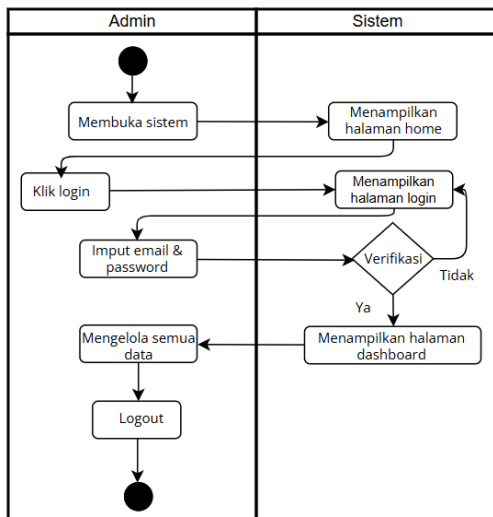 Admin
Sistem
Membuka sistem
Menampilkan
halaman home
Klik login
Menampilkan
halaman login
Imput email &
password
Verifikasi
Tidak
Ya
Menampilkan halaman
dashboard
Mengelola semua
data
Logout